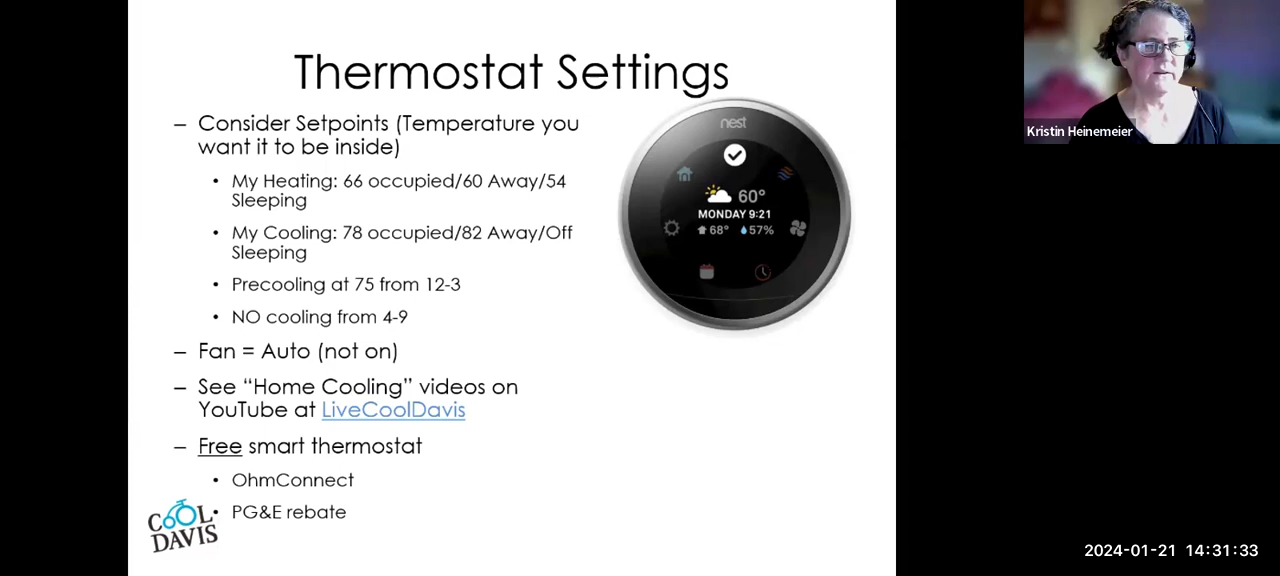 Thermostat Settings
– Consider Setpoints (Temperature you
want it to be inside)
• My Heating: 66 occupied/60 Away/54
Sleeping
• My Cooling: 78 occupied/82 Away/Off
Sleeping
• Precooling at 75 from 12-3
• NO cooling from 4-9
– Fan = Auto (not on)
– See “Home Cooling” videos on
YouTube at LiveCoolDavis
– Free smart thermostat
• OhmConnect
• PG&E rebate
COOL
DAVIS
nest
60°
MONDAY 9:21
68° 57%
Kristin Heinemeier
2024-01-21 14:31:33